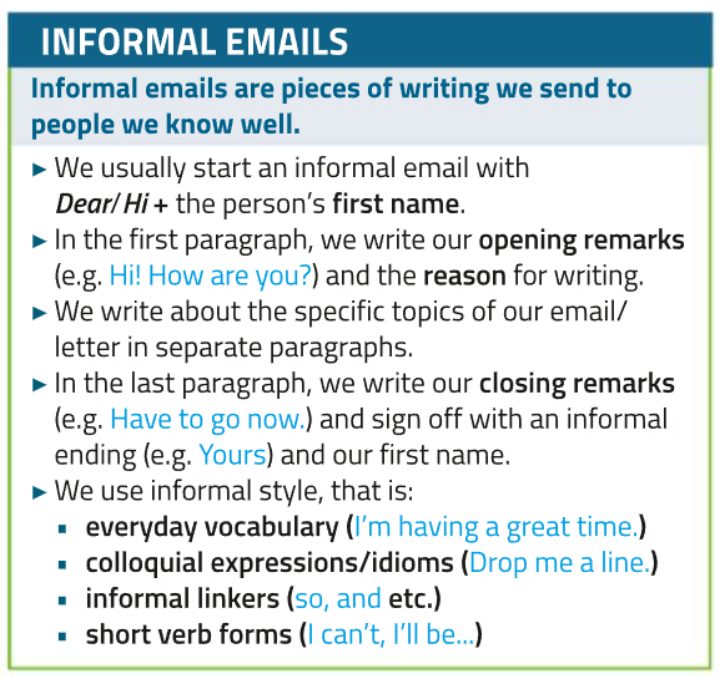 INFORMAL EMAILS
Informal emails are pieces of writing we send to
people we know well.
▶ We usually start an informal email with
Dear/Hi + the person's first name.
▶ In the first paragraph, we write our opening remarks
(e.g. Hi! How are you?) and the reason for writing.
▶ We write about the specific topics of our email/
letter in separate paragraphs.
▶ In the last paragraph, we write our closing remarks
(e.g. Have to go now.) and sign off with an informal
ending (e.g. Yours) and our first name.
▶ We use informal style, that is:
▪ everyday vocabulary (I'm having a great time.)
▪ colloquial expressions/idioms (Drop me a line.)
▪ informal linkers (so, and etc.)
▪ short verb forms (I can't, I'll be...)